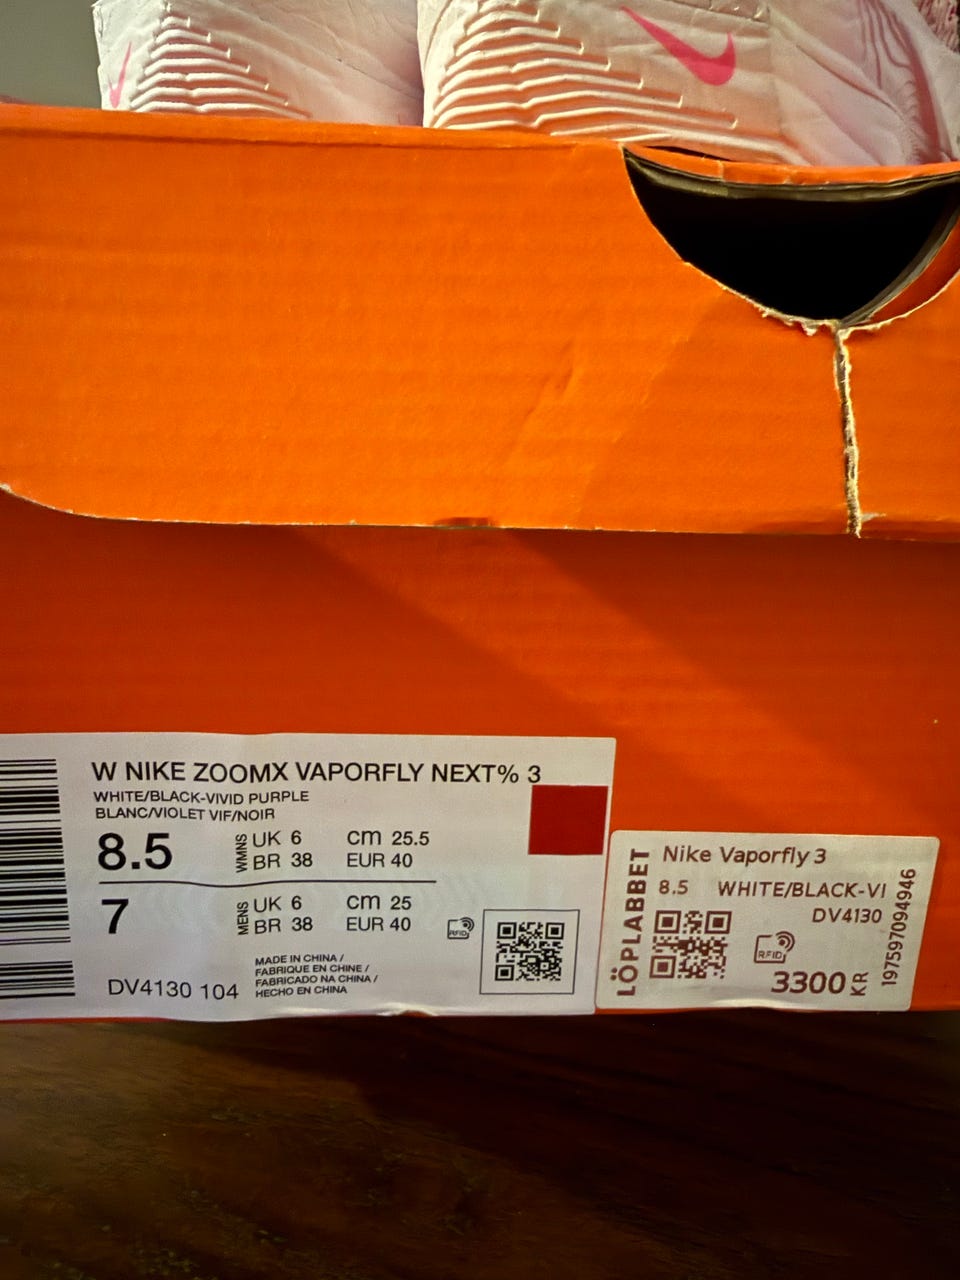 W NIKE ZOOMX VAPORFLY NEXT% 3
WHITE/BLACK-VIVID PURPLE
BLANC/VIOLET VIF/NOIR
8.5
WMNS
UK 6 cm 25.5
BR 38 EUR 40
7
MENS
UK 6 cm 25
BR 38 EUR 40
RFID
DV4130 104
MADE IN CHINA /
FABRIQUE EN CHINE /
FABRICADO NA CHINA /
HECHO EN CHINA
LÖPLABBET
Nike Vaporfly 3
8.5 WHITE/BLACK-VI
DV4130
RFID
3300 KR
197597094946